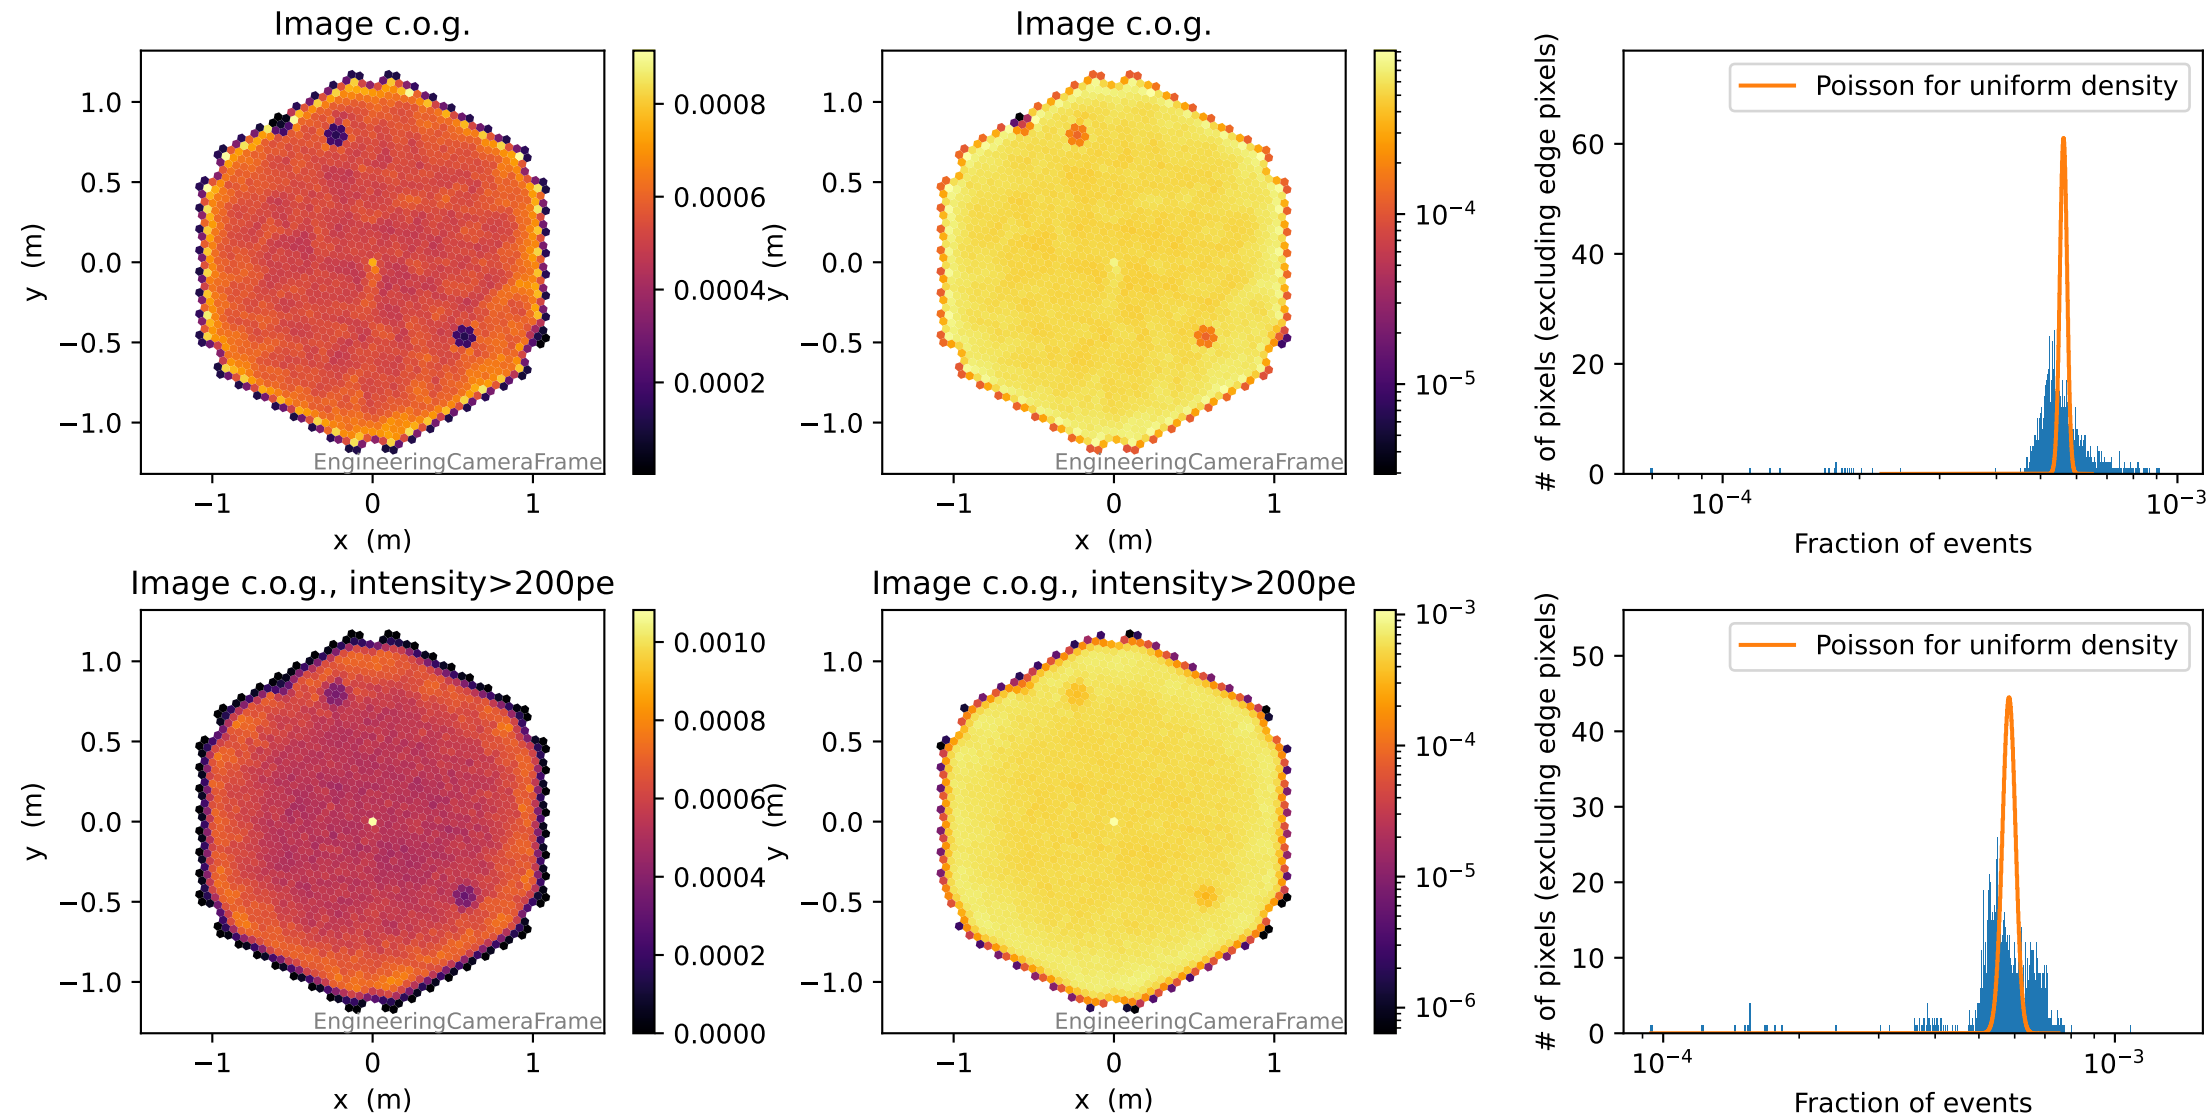 Image c.o.g.
1.0
0.5
0.0
−0.5
−1.0
y (m)
−1
0
1
x (m)
EngineeringCameraFrame
0.0008
0.0006
0.0004
0.0002
Image c.o.g.
1.0
0.5
0.0
−0.5
−1.0
y (m)
−1
0
1
x (m)
EngineeringCameraFrame
10⁻⁴
10⁻⁵
Poisson for uniform density
# of pixels (excluding edge pixels)
60
40
20
0
10⁻⁴
10⁻³
Fraction of events
Image c.o.g., intensity>200pe
1.0
0.5
0.0
−0.5
−1.0
y (m)
−1
0
1
x (m)
EngineeringCameraFrame
0.0010
0.0008
0.0006
0.0004
0.0002
0.0000
Image c.o.g., intensity>200pe
1.0
0.5
0.0
−0.5
−1.0
y (m)
−1
0
1
x (m)
EngineeringCameraFrame
10⁻³
10⁻⁴
10⁻⁵
10⁻⁶
Poisson for uniform density
# of pixels (excluding edge pixels)
50
40
30
20
10
0
10⁻⁴
10⁻³
Fraction of events